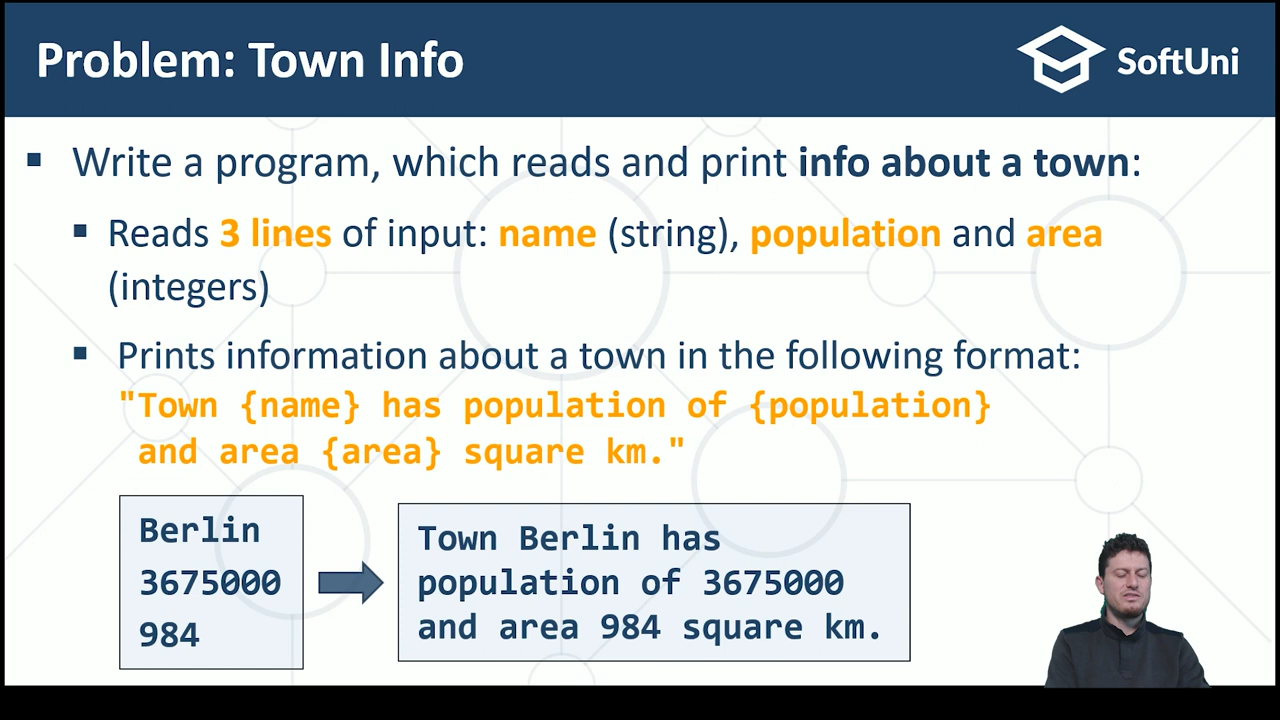 Problem: Town Info
SoftUni
Write a program, which reads and print info about a town:
Reads 3 lines of input: name (string), population and area
(integers)
Prints information about a town in the following format:
"Town {name} has population of {population}
and area {area} square km."
Berlin
3675000
984
Town Berlin has
population of 3675000
and area 984 square km.